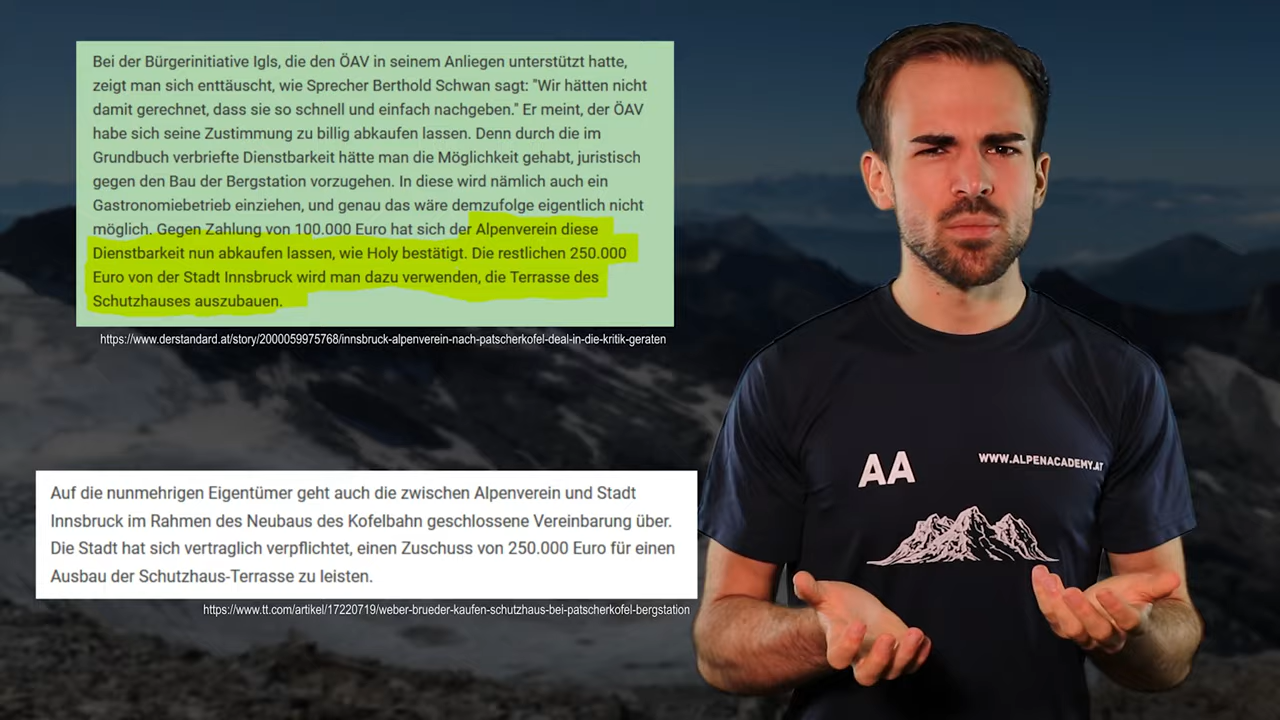 Bei der Bürgerinitiative Igls, die den ÖAV in seinem Anliegen unterstützt hatte,
zeigt man sich enttäuscht, wie Sprecher Berthold Schwan sagt: "Wir hätten nicht
damit gerechnet, dass sie so schnell und einfach nachgeben." Er meint, der ÖAV
habe sich seine Zustimmung zu billig abkaufen lassen. Denn durch die im
Grundbuch verbriefte Dienstbarkeit hätte man die Möglichkeit gehabt, juristisch
gegen den Bau der Bergstation vorzugehen. In diese wird nämlich auch ein
Gastronomiebetrieb einziehen, und genau das wäre demzufolge eigentlich nicht
möglich. Gegen Zahlung von 100.000 Euro hat sich der Alpenverein diese
Dienstbarkeit nun abkaufen lassen, wie Holy bestätigt. Die restlichen 250.000
Euro von der Stadt Innsbruck wird man dazu verwenden, die Terrasse des
Schutzhauses auszubauen.
https://www.derstandard.at/story/2000059975768/innsbruck-alpenverein-nach-patscherkofel-deal-in-die-kritik-geraten
Auf die nunmehrigen Eigentümer geht auch die zwischen Alpenverein und Stadt
Innsbruck im Rahmen des Neubaus des Kofelbahn geschlossene Vereinbarung über.
Die Stadt hat sich vertraglich verpflichtet, einen Zuschuss von 250.000 Euro für einen
Ausbau der Schutzhaus-Terrasse zu leisten.
https://www.tt.com/artikel/17220719/weber-brueder-kaufen-schutzhaus-bei-patscherkofel-bergstation
AA
WWW.ALPENACADEMY.AT